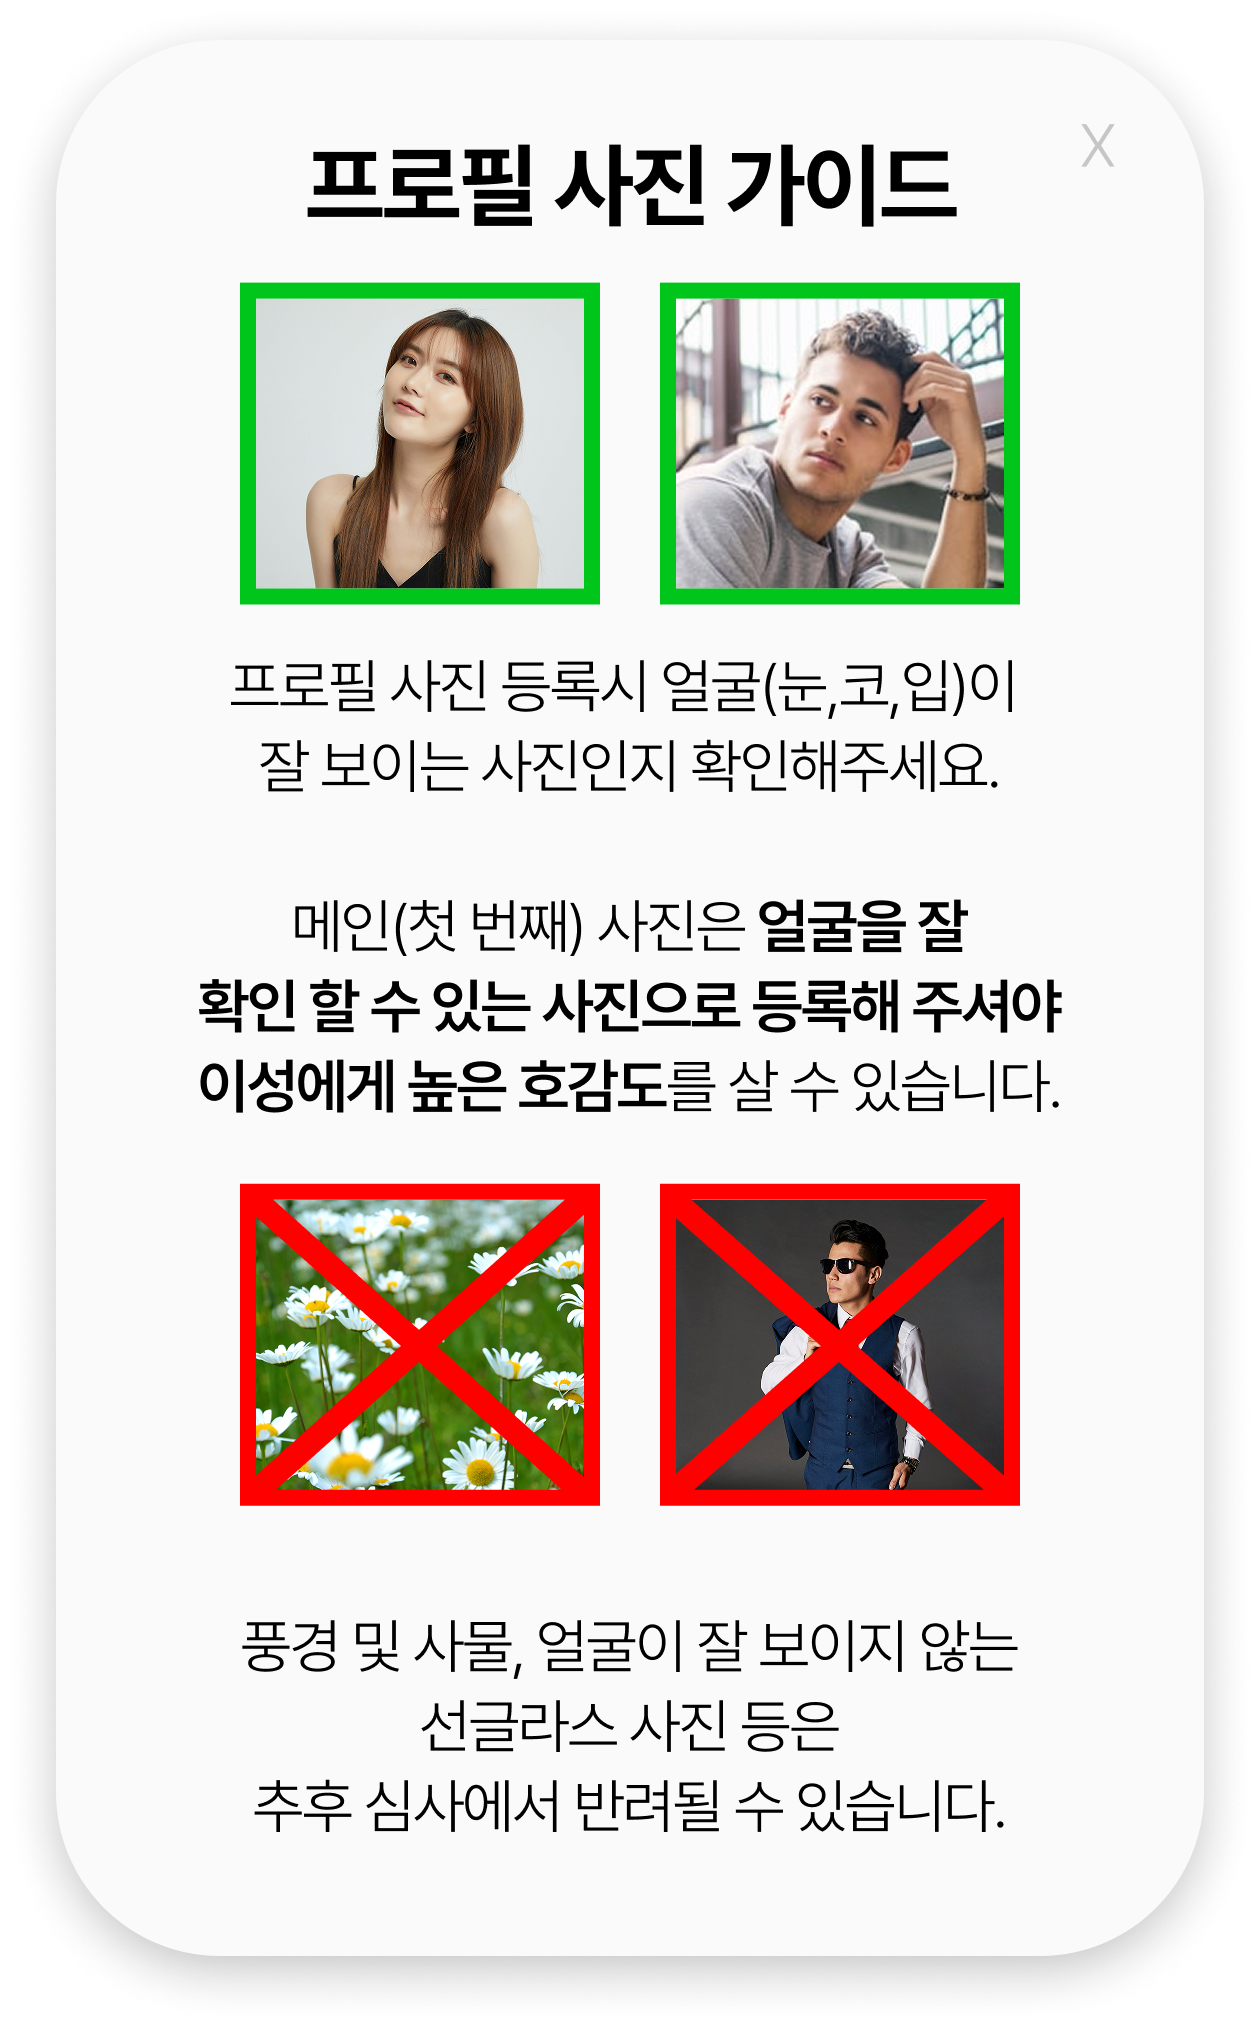 프로필 사진 가이드
X
프로필 사진 등록시 얼굴(눈,코,입)이
잘 보이는 사진인지 확인해주세요.
메인(첫 번째) 사진은 얼굴을 잘
확인 할 수 있는 사진으로 등록해 주셔야
이성에게 높은 호감도를 살 수 있습니다.
풍경 및 사물, 얼굴이 잘 보이지 않는
선글라스 사진 등은
추후 심사에서 반려될 수 있습니다.